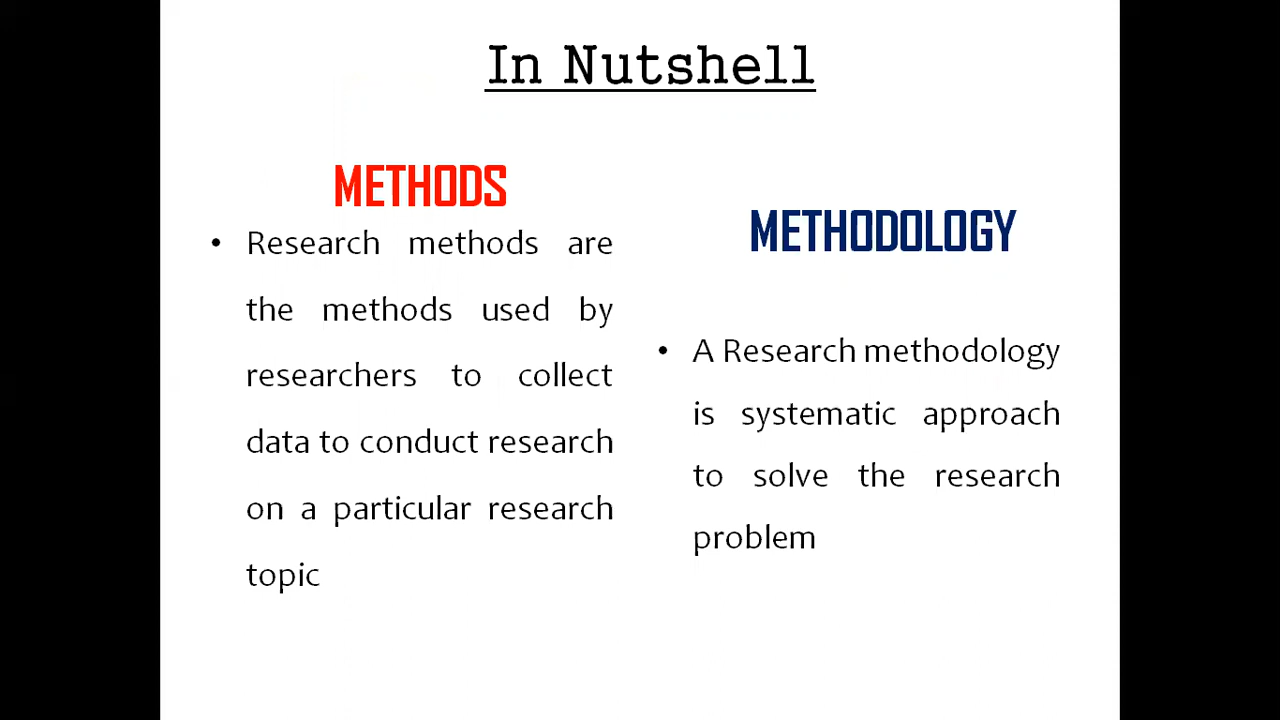 In Nutshell
METHODS
• Research methods are
the methods used by
researchers to collect
data to conduct research
on a particular research
topic
METHODOLOGY
• A Research methodology
is systematic approach
to solve the research
problem